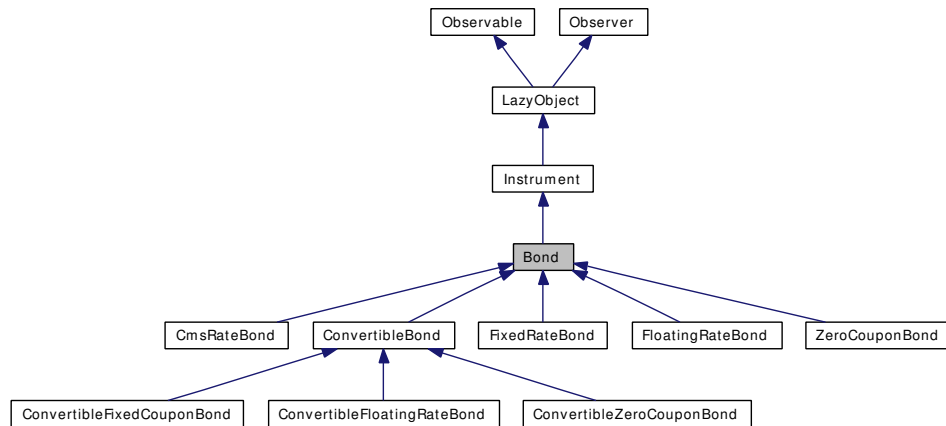 Observable
Observer
LazyObject
Instrument
Bond
CmsRateBond
ConvertibleBond
FixedRateBond
FloatingRateBond
ZeroCouponBond
ConvertibleFixedCouponBond
ConvertibleFloatingRateBond
ConvertibleZeroCouponBond